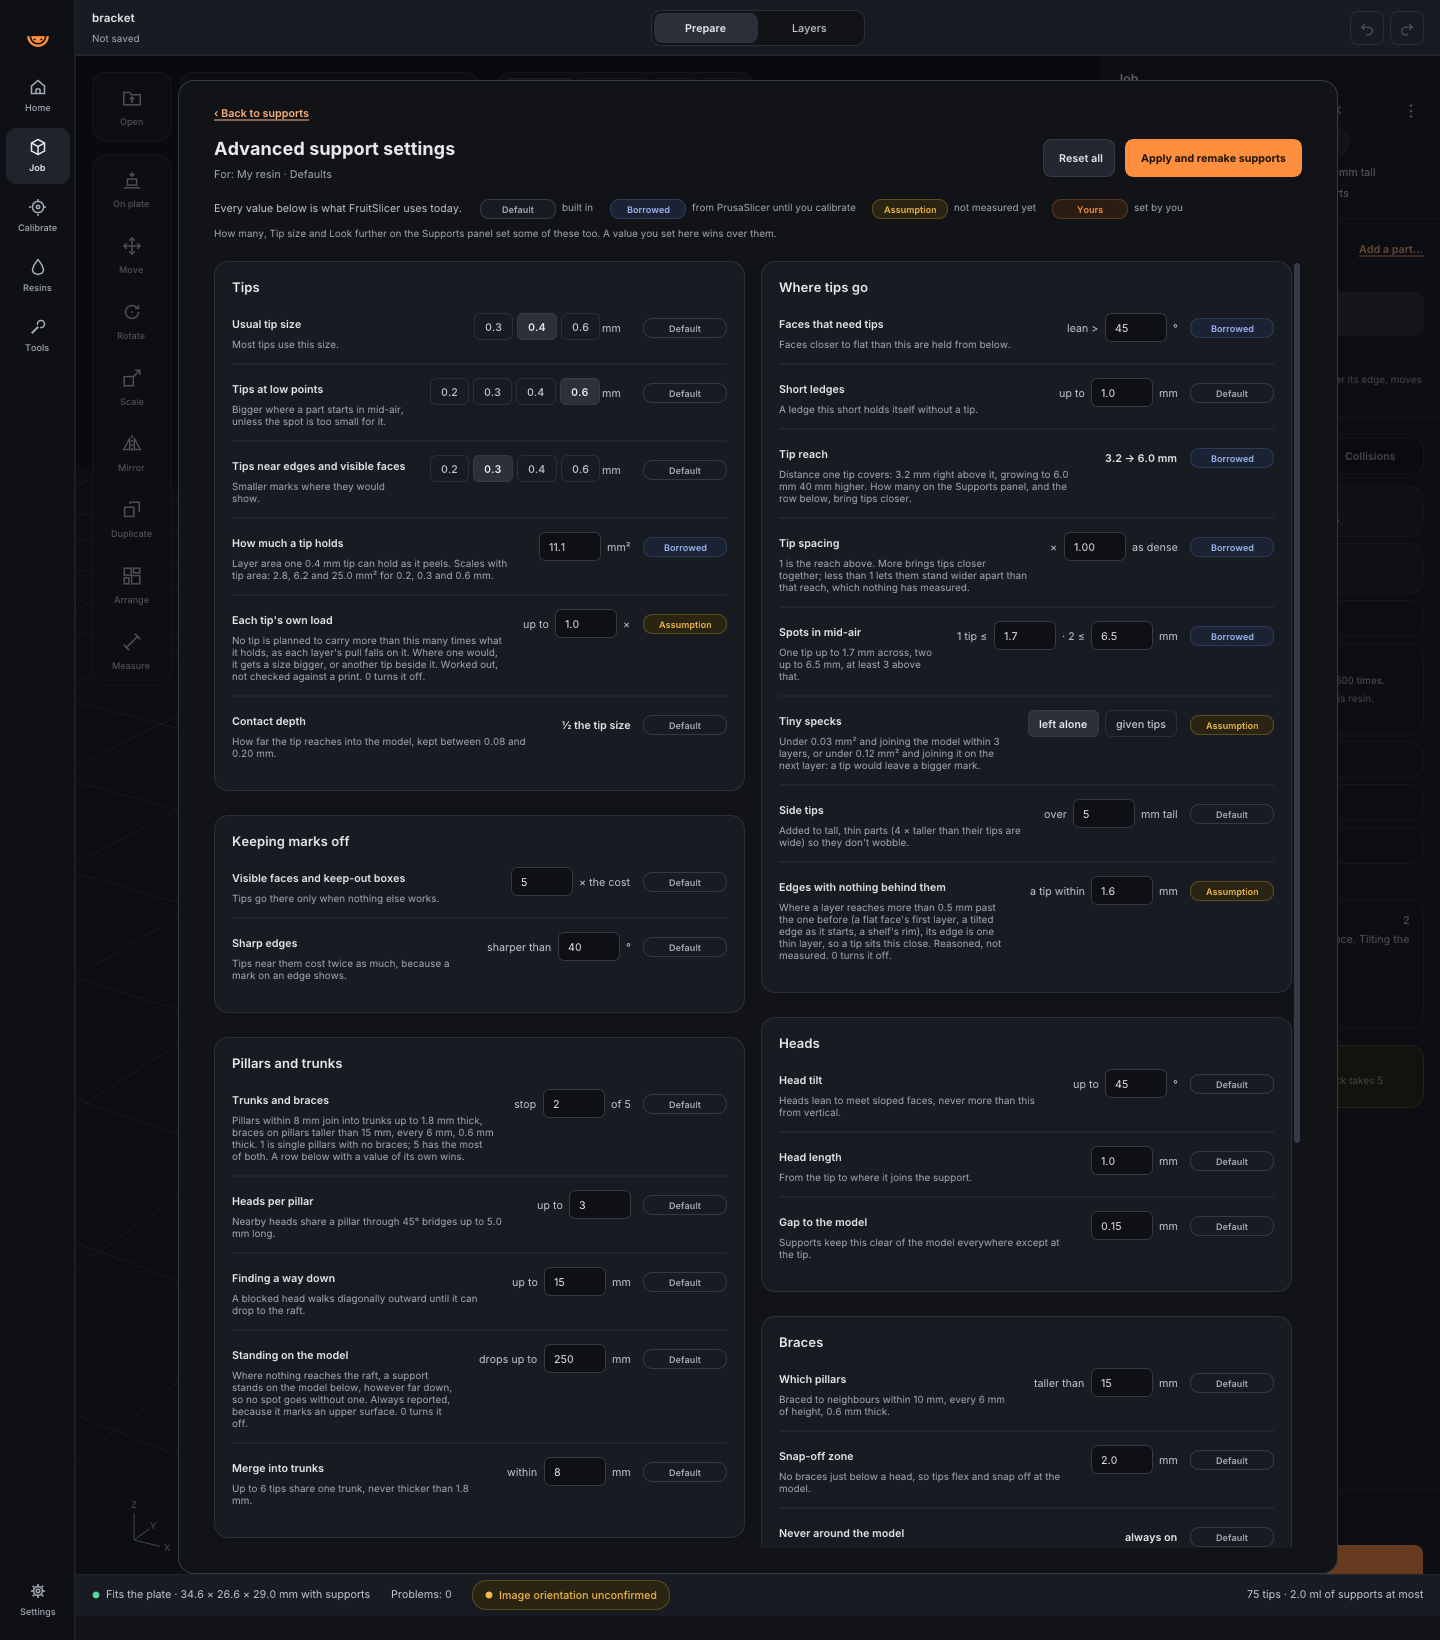 bracket
Not saved
Prepare
Layers
Home
Job
Calibrate
Resins
Tools
Settings
Open
On plate
Move
Rotate
Scale
Mirror
Duplicate
Arrange
Measure
‹ Back to supports
Advanced support settings
For: My resin · Defaults
Reset all
Apply and remake supports
Every value below is what FruitSlicer uses today.
Default
built in
Borrowed
from PrusaSlicer until you calibrate
Assumption
not measured yet
Yours
set by you
How many, Tip size and Look further on the Supports panel set some of these too. A value you set here wins over them.
Tips
Usual tip size
0.3 0.4 0.6 mm
Default
Most tips use this size.
Tips at low points
0.2 0.3 0.4 0.6 mm
Default
Bigger where a part starts in mid-air,
unless the spot is too small for it.
Tips near edges and visible faces
0.2 0.3 0.4 0.6 mm
Default
Smaller marks where they would
show.
How much a tip holds
11.1 mm²
Borrowed
Layer area one 0.4 mm tip can hold as it peels. Scales with
tip area: 2.8, 6.2 and 25.0 mm² for 0.2, 0.3 and 0.6 mm.
Each tip's own load
up to 1.0 ×
Assumption
No tip is planned to carry more than this many times what
it holds, as each layer's pull falls on it. Where one would,
it gets a size bigger, or another tip beside it. Worked out,
not checked against a print. 0 turns it off.
Contact depth
½ the tip size
Default
How far the tip reaches into the model, kept between 0.08 and
0.20 mm.
Keeping marks off
Visible faces and keep-out boxes
5 × the cost
Default
Tips go there only when nothing else works.
Sharp edges
sharper than 40 °
Default
Tips near them cost twice as much, because a
mark on an edge shows.
Pillars and trunks
Trunks and braces
stop 2 of 5
Default
Pillars within 8 mm join into trunks up to 1.8 mm thick,
braces on pillars taller than 15 mm, every 6 mm, 0.6 mm
thick. 1 is single pillars with no braces; 5 has the most
of both. A row below with a value of its own wins.
Heads per pillar
up to 3
Default
Nearby heads share a pillar through 45° bridges up to 5.0
mm long.
Finding a way down
up to 15 mm
Default
A blocked head walks diagonally outward until it can
drop to the raft.
Standing on the model
drops up to 250 mm
Default
Where nothing reaches the raft, a support
stands on the model below, however far down,
so no spot goes without one. Always reported,
because it marks an upper surface. 0 turns it
off.
Merge into trunks
within 8 mm
Default
Up to 6 tips share one trunk, never thicker than 1.8
mm.
Where tips go
Faces that need tips
lean > 45 °
Borrowed
Faces closer to flat than this are held from below.
Short ledges
up to 1.0 mm
Default
A ledge this short holds itself without a tip.
Tip reach
3.2 → 6.0 mm
Borrowed
Distance one tip covers: 3.2 mm right above it, growing to 6.0
mm 40 mm higher. How many on the Supports panel, and the
row below, bring tips closer.
Tip spacing
× 1.00 as dense
Borrowed
1 is the reach above. More brings tips closer
together; less than 1 lets them stand wider apart than
that reach, which nothing has measured.
Spots in mid-air
1 tip ≤ 1.7 · 2 ≤ 6.5 mm
Borrowed
One tip up to 1.7 mm across, two
up to 6.5 mm, at least 3 above
that.
Tiny specks
left alone given tips
Assumption
Under 0.03 mm² and joining the model within 3
layers, or under 0.12 mm² and joining it on the
next layer: a tip would leave a bigger mark.
Side tips
over 5 mm tall
Default
Added to tall, thin parts (4 × taller than their tips are
wide) so they don't wobble.
Edges with nothing behind them
a tip within 1.6 mm
Assumption
Where a layer reaches more than 0.5 mm past
the one before (a flat face's first layer, a tilted
edge as it starts, a shelf's rim), its edge is one
thin layer, so a tip sits this close. Reasoned, not
measured. 0 turns it off.
Heads
Head tilt
up to 45 °
Default
Heads lean to meet sloped faces, never more than this
from vertical.
Head length
1.0 mm
Default
From the tip to where it joins the support.
Gap to the model
0.15 mm
Default
Supports keep this clear of the model everywhere except at
the tip.
Braces
Which pillars
taller than 15 mm
Default
Braced to neighbours within 10 mm, every 6 mm
of height, 0.6 mm thick.
Snap-off zone
2.0 mm
Default
No braces just below a head, so tips flex and snap off at the
model.
Never around the model
always on
Default
mm tall
Add a part...
er its edge, moves
Collisions
500 times.
is resin.
2
nce. Tilting the
ck takes 5
Z
Y
X
Fits the plate · 34.6 × 26.6 × 29.0 mm with supports
Problems: 0
Image orientation unconfirmed
75 tips · 2.0 ml of supports at most